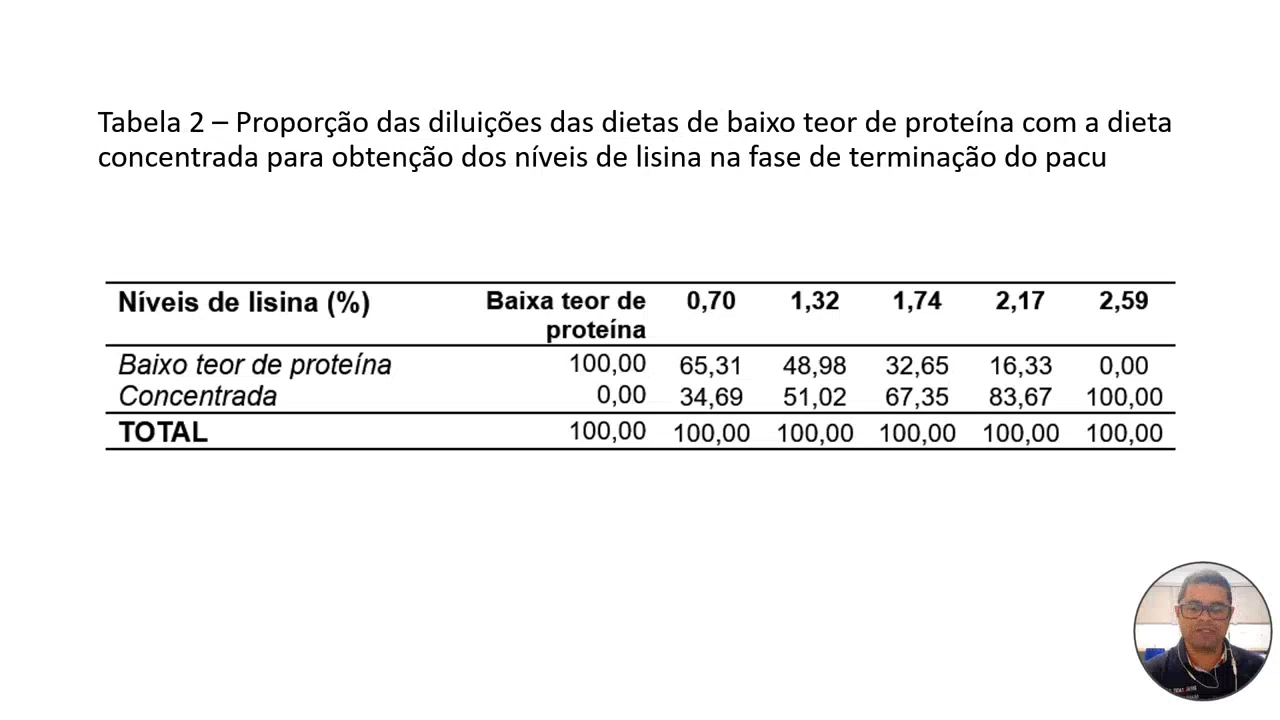 Tabela 2 – Proporção das diluições das dietas de baixo teor de proteína com a dieta
concentrada para obtenção dos níveis de lisina na fase de terminação do pacu
Níveis de lisina (%) Baixa teor de proteína 0,70 1,32 1,74 2,17 2,59
Baixo teor de proteína 100,00 65,31 48,98 32,65 16,33 0,00
Concentrada 0,00 34,69 51,02 67,35 83,67 100,00
TOTAL 100,00 100,00 100,00 100,00 100,00 100,00